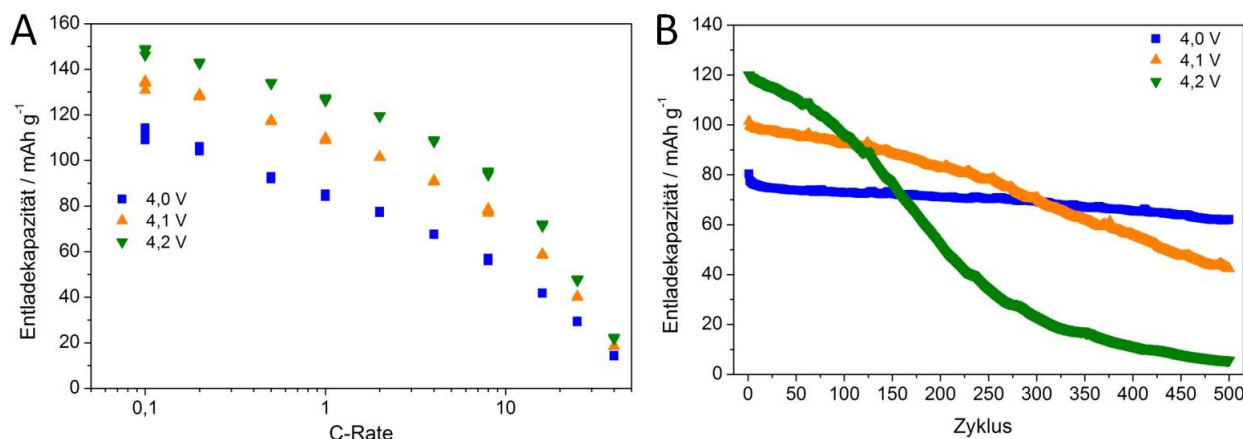 A
Entladekapazität / mAh g⁻¹
160
140
120
100
80
60
40
20
0
4,0 V
4,1 V
4,2 V
0,1
1
10
C-Rate
B
Entladekapazität / mAh g⁻¹
140
120
100
80
60
40
20
0
4,0 V
4,1 V
4,2 V
0 50 100 150 200 250 300 350 400 450 500
Zyklus